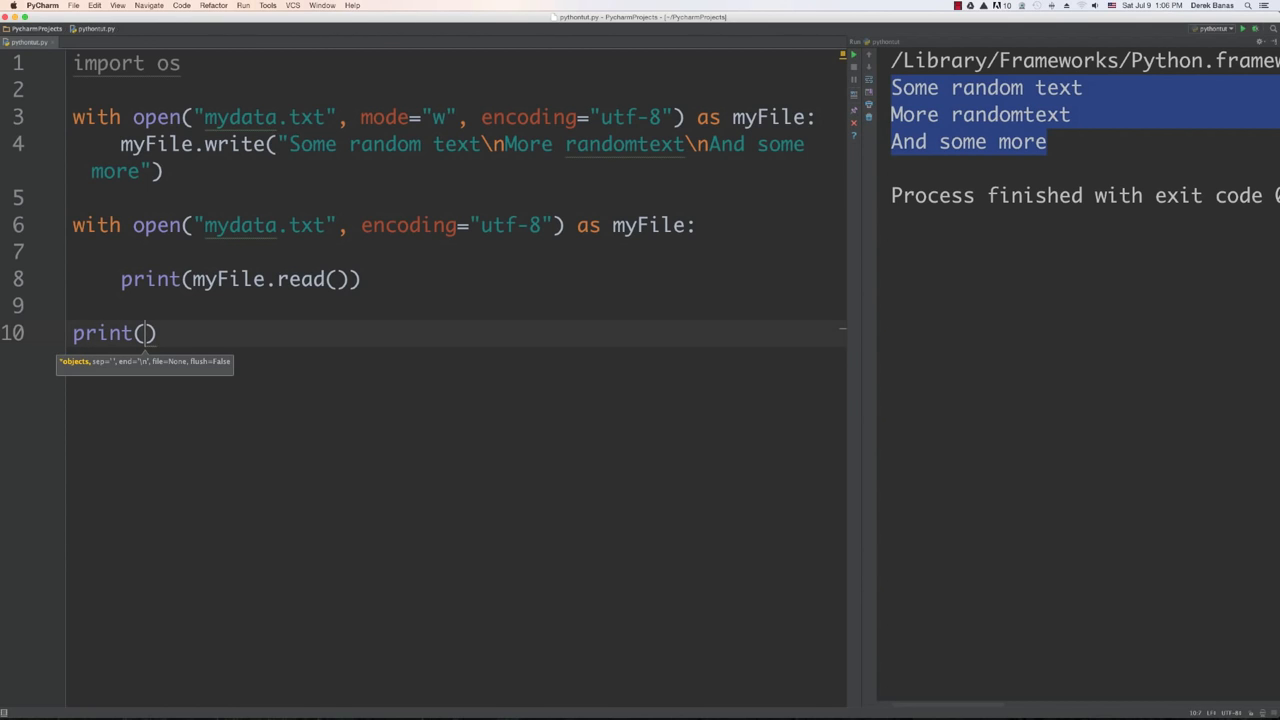 PyCharm File Edit View Navigate Code Refactor Run Tools VCS Window Help
10 Sat Jul 9 1:06 PM Derek Banas
pythontut.py - PycharmProjects - [~/PycharmProjects]
PycharmProjects pythontut.py
pythontut
pythontut.py
Run pythontut
1 import os
2
3 with open("mydata.txt", mode="w", encoding="utf-8") as myFile:
4 myFile.write("Some random text\nMore randomtext\nAnd some
more")
5
6 with open("mydata.txt", encoding="utf-8") as myFile:
7
8 print(myFile.read())
9
10 print()
*objects, sep=' ', end='\n', file=None, flush=False
/Library/Frameworks/Python.framew
Some random text
More randomtext
And some more
Process finished with exit code 0
10:7 LF÷ UTF-8÷